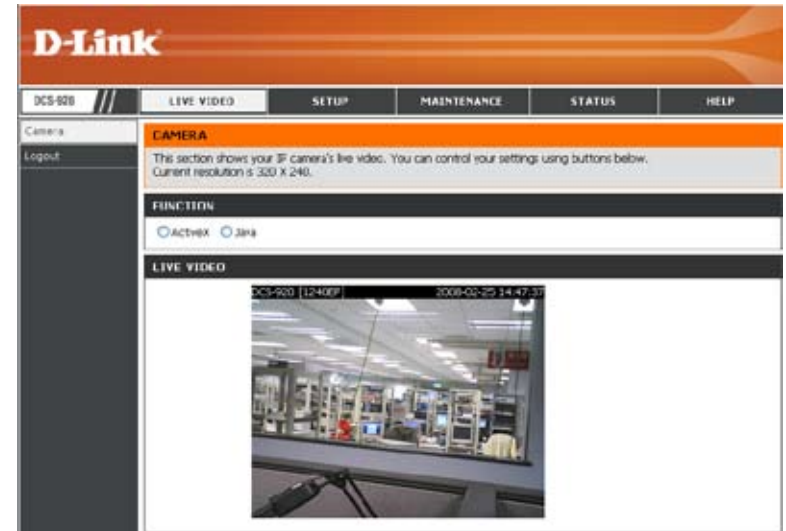 D-Link
DCS-920 LIVE VIDEO SETUP MAINTENANCE STATUS HELP
Camera
Logout
CAMERA
This section shows your IP camera's live video. You can control your settings using buttons below.
Current resolution is 320 X 240.
FUNCTION
ActiveX Java
LIVE VIDEO
DCS-920 [1240EF] 2008-02-25 14:47:37